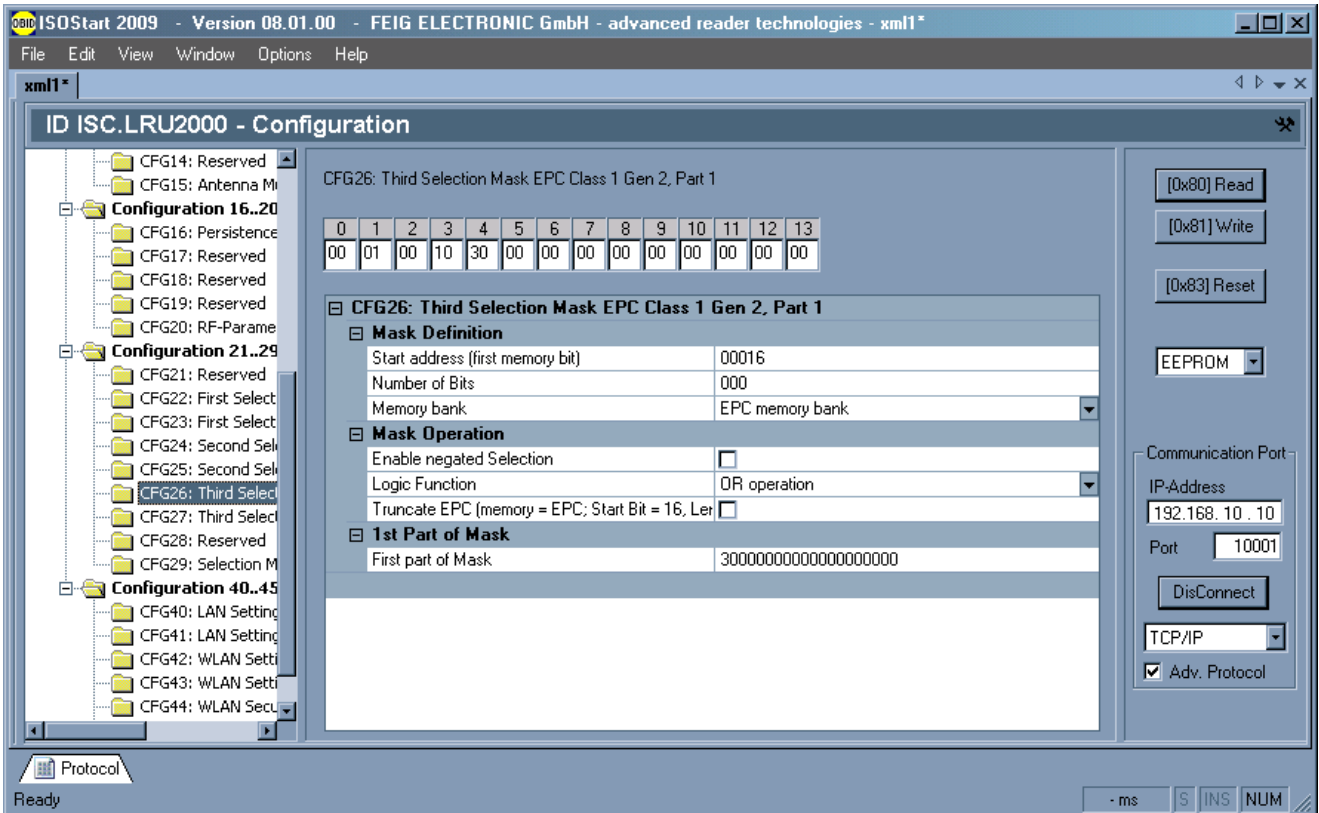 OBID ISOStart 2009 - Version 08.01.00 - FEIG ELECTRONIC GmbH - advanced reader technologies - xml1*
File Edit View Window Options Help
xml1*
ID ISC.LRU2000 - Configuration
CFG14: Reserved
CFG15: Antenna Mu
Configuration 16..20
CFG16: Persistence
CFG17: Reserved
CFG18: Reserved
CFG19: Reserved
CFG20: RF-Parame
Configuration 21..29
CFG21: Reserved
CFG22: First Select
CFG23: First Select
CFG24: Second Sele
CFG25: Second Sele
CFG26: Third Select
CFG27: Third Select
CFG28: Reserved
CFG29: Selection M
Configuration 40..45
CFG40: LAN Setting
CFG41: LAN Setting
CFG42: WLAN Setti
CFG43: WLAN Setti
CFG44: WLAN Secu
CFG26: Third Selection Mask EPC Class 1 Gen 2, Part 1
0 1 2 3 4 5 6 7 8 9 10 11 12 13
00 01 00 10 30 00 00 00 00 00 00 00 00 00
CFG26: Third Selection Mask EPC Class 1 Gen 2, Part 1
Mask Definition
Start address (first memory bit) 00016
Number of Bits 000
Memory bank EPC memory bank
Mask Operation
Enable negated Selection
Logic Function OR operation
Truncate EPC (memory = EPC; Start Bit = 16, Ler
1st Part of Mask
First part of Mask 30000000000000000000
[0x80] Read
[0x81] Write
[0x83] Reset
EEPROM
Communication Port
IP-Address
192.168. 10 . 10
Port 10001
DisConnect
TCP/IP
Adv. Protocol
Protocol
Ready - ms S INS NUM